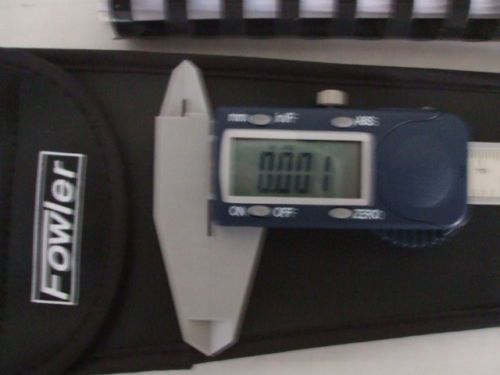 mm in/F ABS
0.001
ON OFF ZERO
Fowler